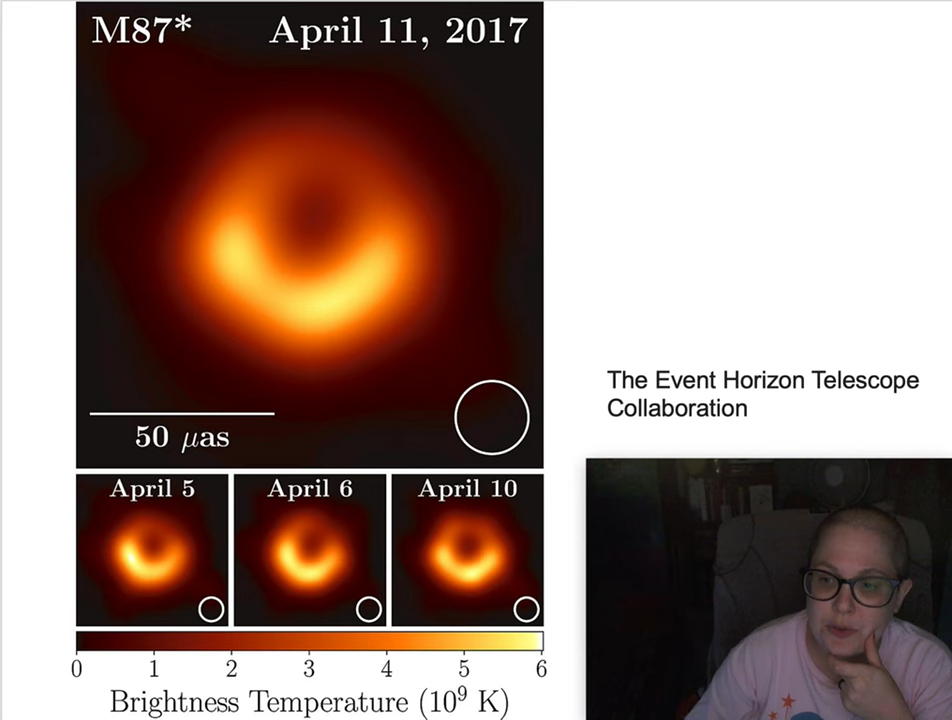 M87* April 11, 2017
50 μas
April 5 April 6 April 10
0 1 2 3 4 5 6
Brightness Temperature (10⁹ K)
The Event Horizon Telescope
Collaboration